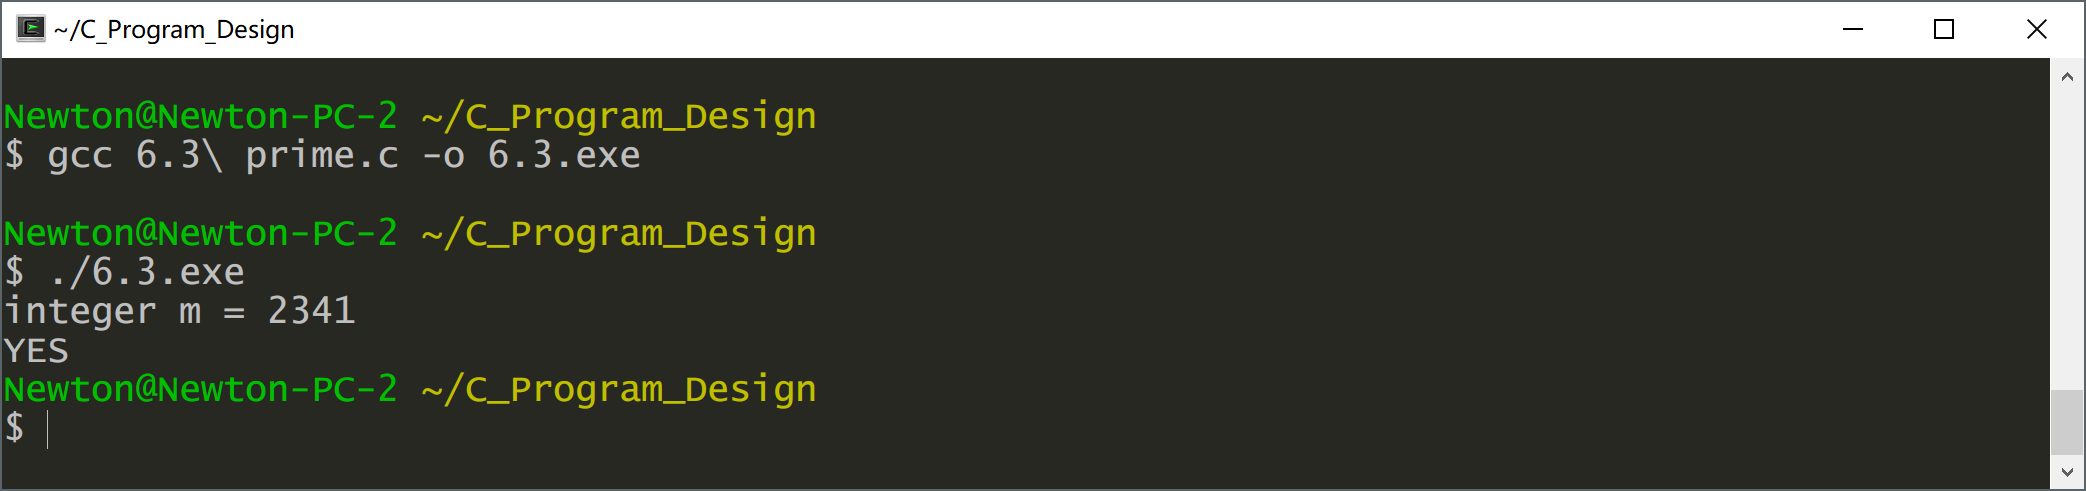 ~/C_Program_Design
Newton@Newton-PC-2 ~/C_Program_Design
$ gcc 6.3\ prime.c -o 6.3.exe
Newton@Newton-PC-2 ~/C_Program_Design
$ ./6.3.exe
integer m = 2341
YES
Newton@Newton-PC-2 ~/C_Program_Design
$